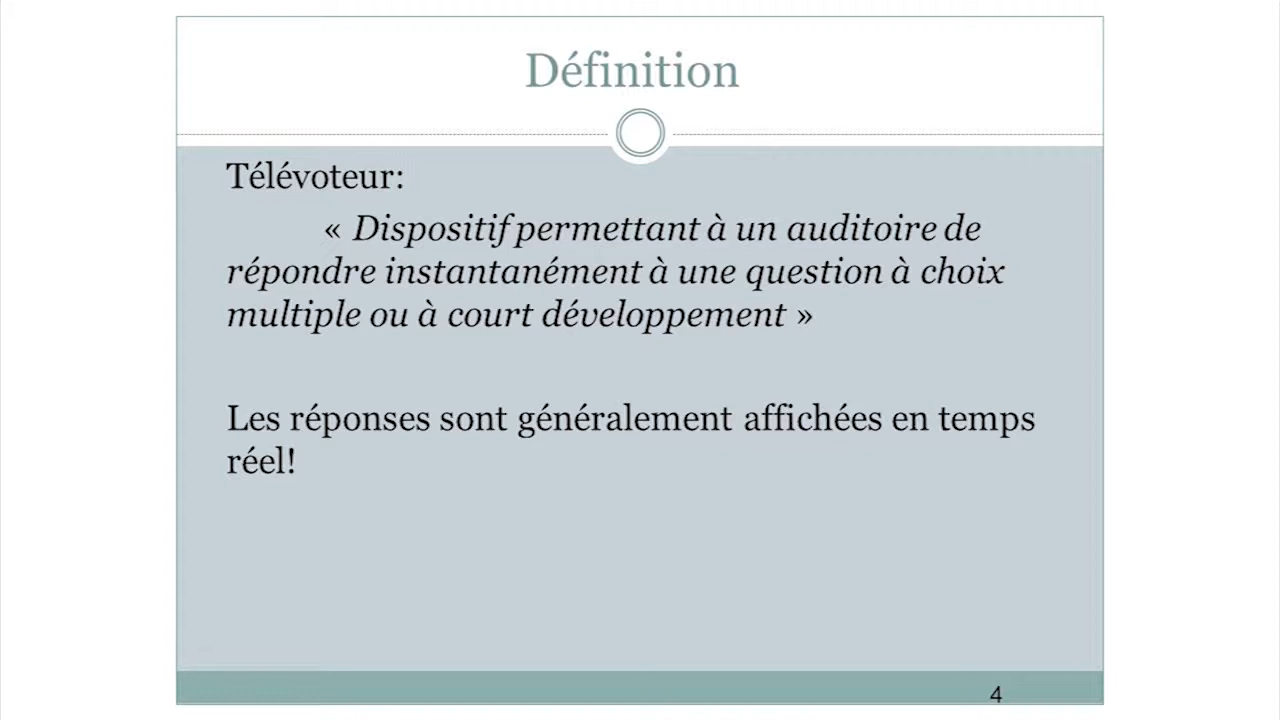 Définition
Télévoteur:
« Dispositif permettant à un auditoire de
répondre instantanément à une question à choix
multiple ou à court développement »
Les réponses sont généralement affichées en temps
réel!
4